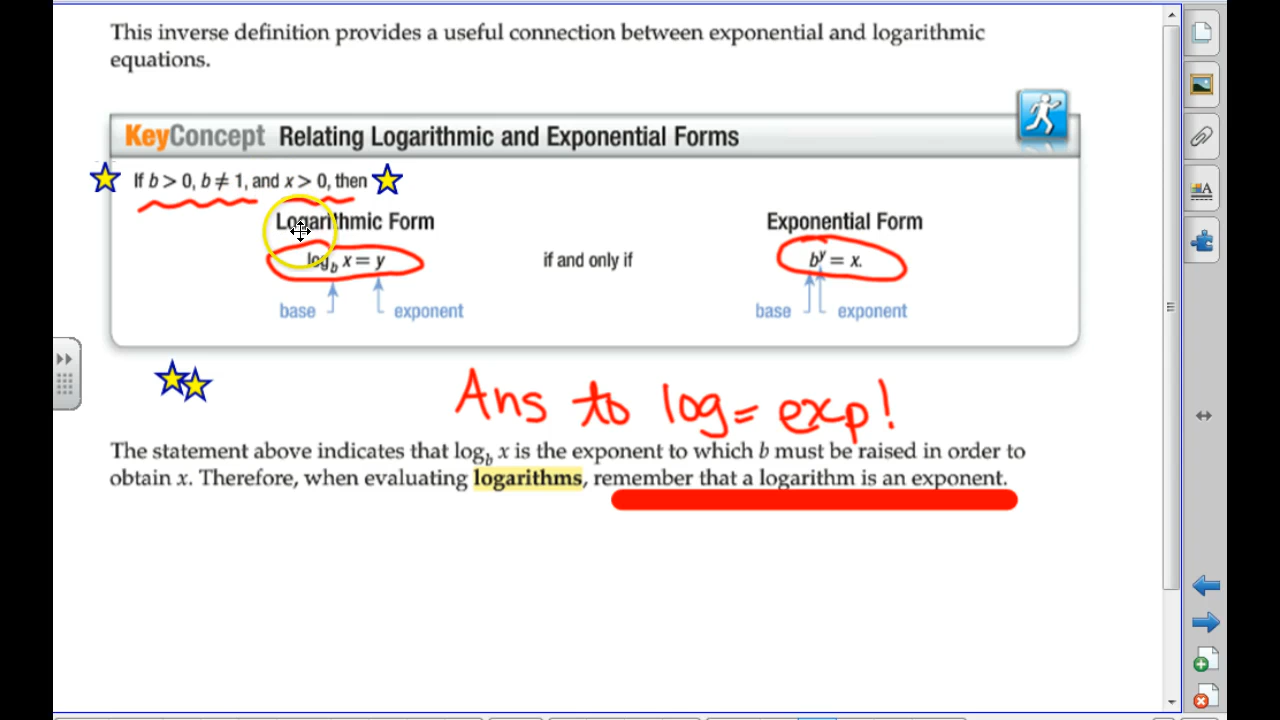 This inverse definition provides a useful connection between exponential and logarithmic
equations.
KeyConcept Relating Logarithmic and Exponential Forms
If b > 0, b ≠ 1, and x > 0, then
Logarithmic Form Exponential Form
log_b x = y if and only if b^y = x.
base exponent base exponent
Ans to log = exp!
The statement above indicates that log_b x is the exponent to which b must be raised in order to
obtain x. Therefore, when evaluating logarithms, remember that a logarithm is an exponent.